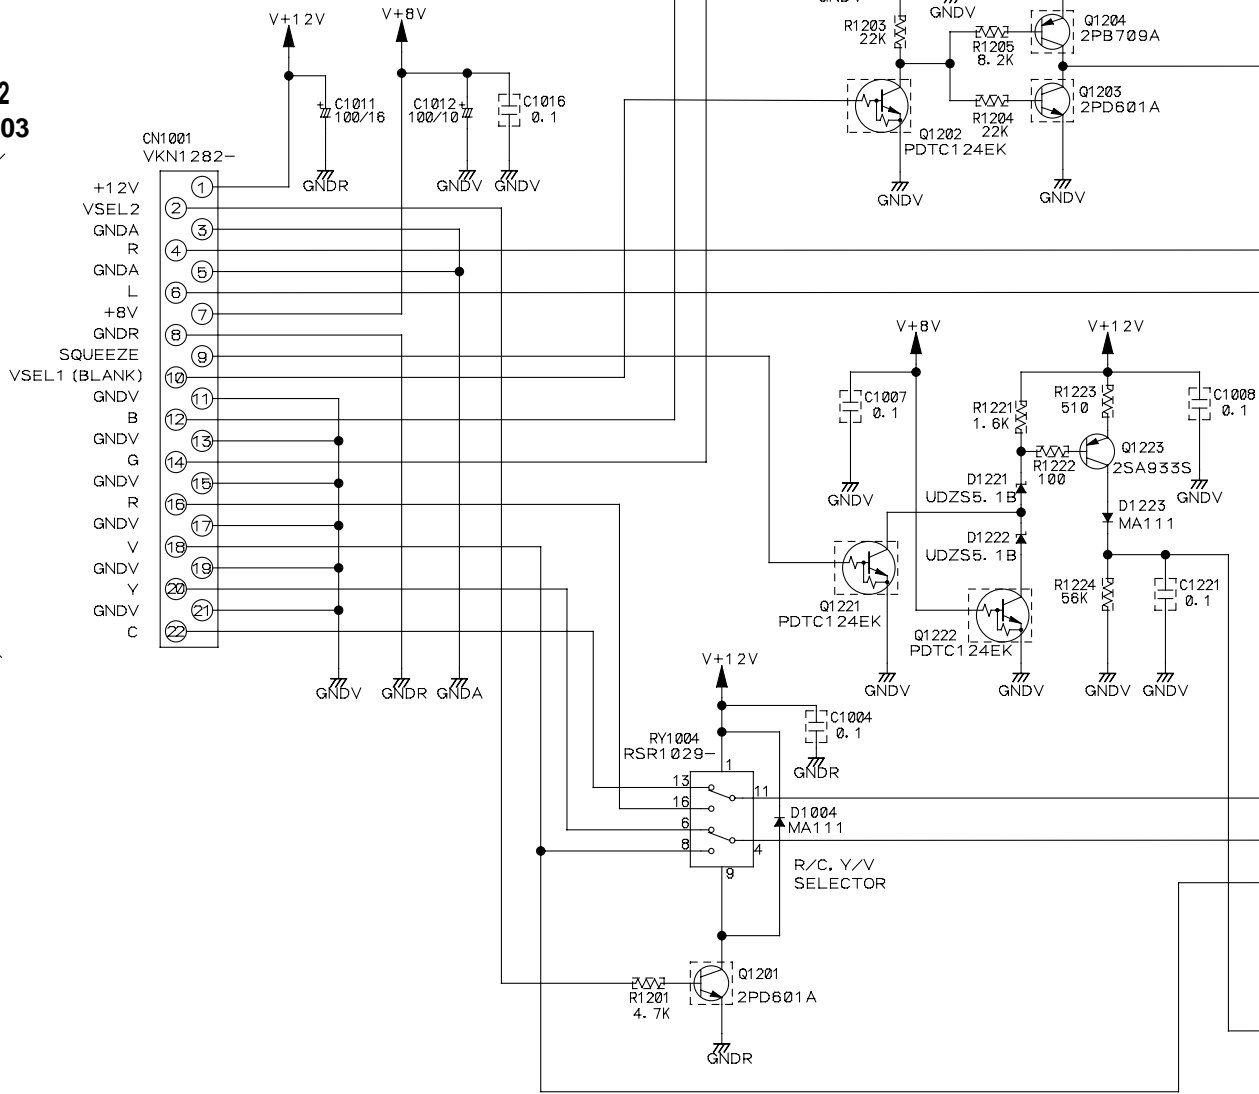 V+12V
V+8V
GNDV
R1203
22K
R1205
8.2K
Q1204
2PB709A
2
03
C1011
100/16
C1012
100/10
C1016
0.1
Q1203
2PD601A
R1204
22K
Q1202
PDTC124EK
CN1001
VKN1282-
GNDR
GNDV
GNDV
GNDV
GNDV
+12V
1
VSEL2
2
GNDA
3
R
4
GNDA
5
L
6
+8V
7
GNDR
8
SQUEEZE
9
VSEL1 (BLANK)
10
GNDV
11
B
12
GNDV
13
G
14
GNDV
15
R
16
GNDV
17
V
18
GNDV
19
Y
20
GNDV
21
C
22
V+8V
V+12V
C1007
0.1
R1221
1.6K
R1223
510
C1008
0.1
Q1223
2SA933S
R1222
100
D1221
UDZS5.1B
GNDV
GNDV
D1223
MA111
D1222
UDZS5.1B
R1224
56K
C1221
0.1
Q1221
PDTC124EK
Q1222
PDTC124EK
GNDV
GNDR
GNDA
GNDV
GNDV
GNDV
GNDV
V+12V
C1004
0.1
RY1004
RSR1029-
GNDR
1
13
11
16
6
8
4
9
D1004
MA111
R/C, Y/V
SELECTOR
Q1201
2PD601A
R1201
4.7K
GNDR